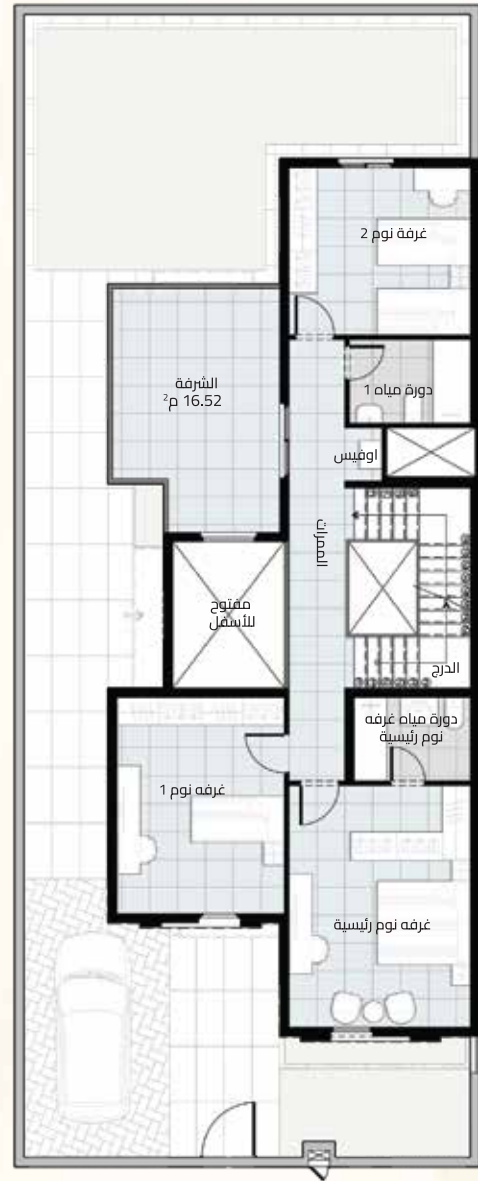 غرفة نوم 2
دورة مياه 1
الشرفة
16.52 م²
اوفيس
الممرات
مفتوح
للأسفل
الدرج
دورة مياه غرفه
نوم رئيسية
غرفه نوم 1
غرفه نوم رئيسية